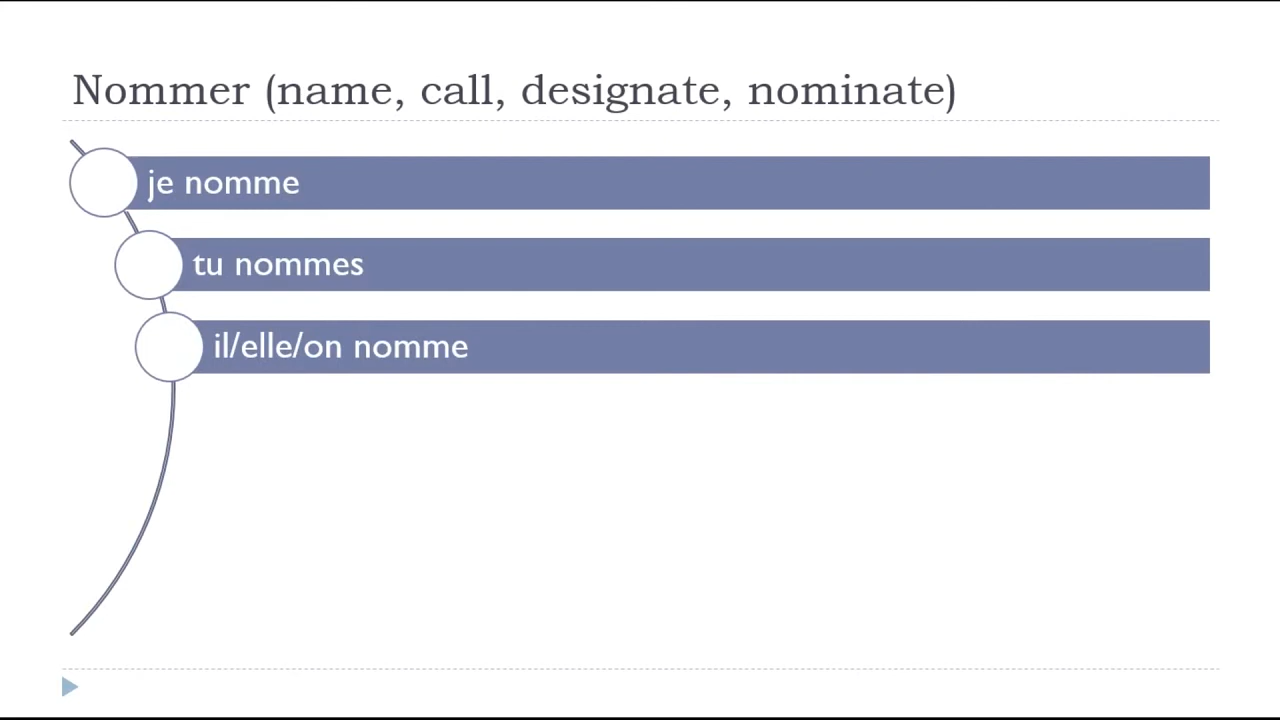 Nommer (name, call, designate, nominate)
je nomme
tu nommes
il/elle/on nomme